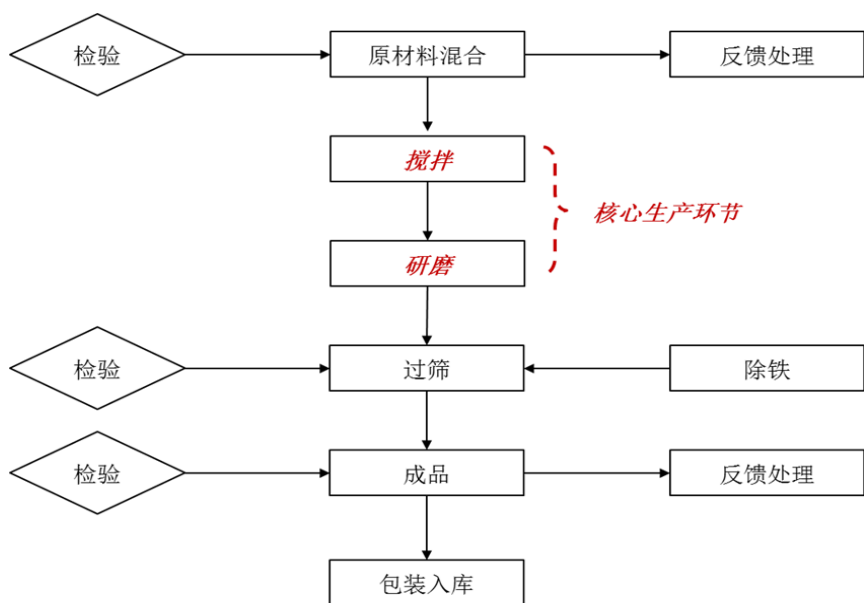 检验
原材料混合
反馈处理
搅拌
核心生产环节
研磨
检验
过筛
除铁
检验
成品
反馈处理
包装入库